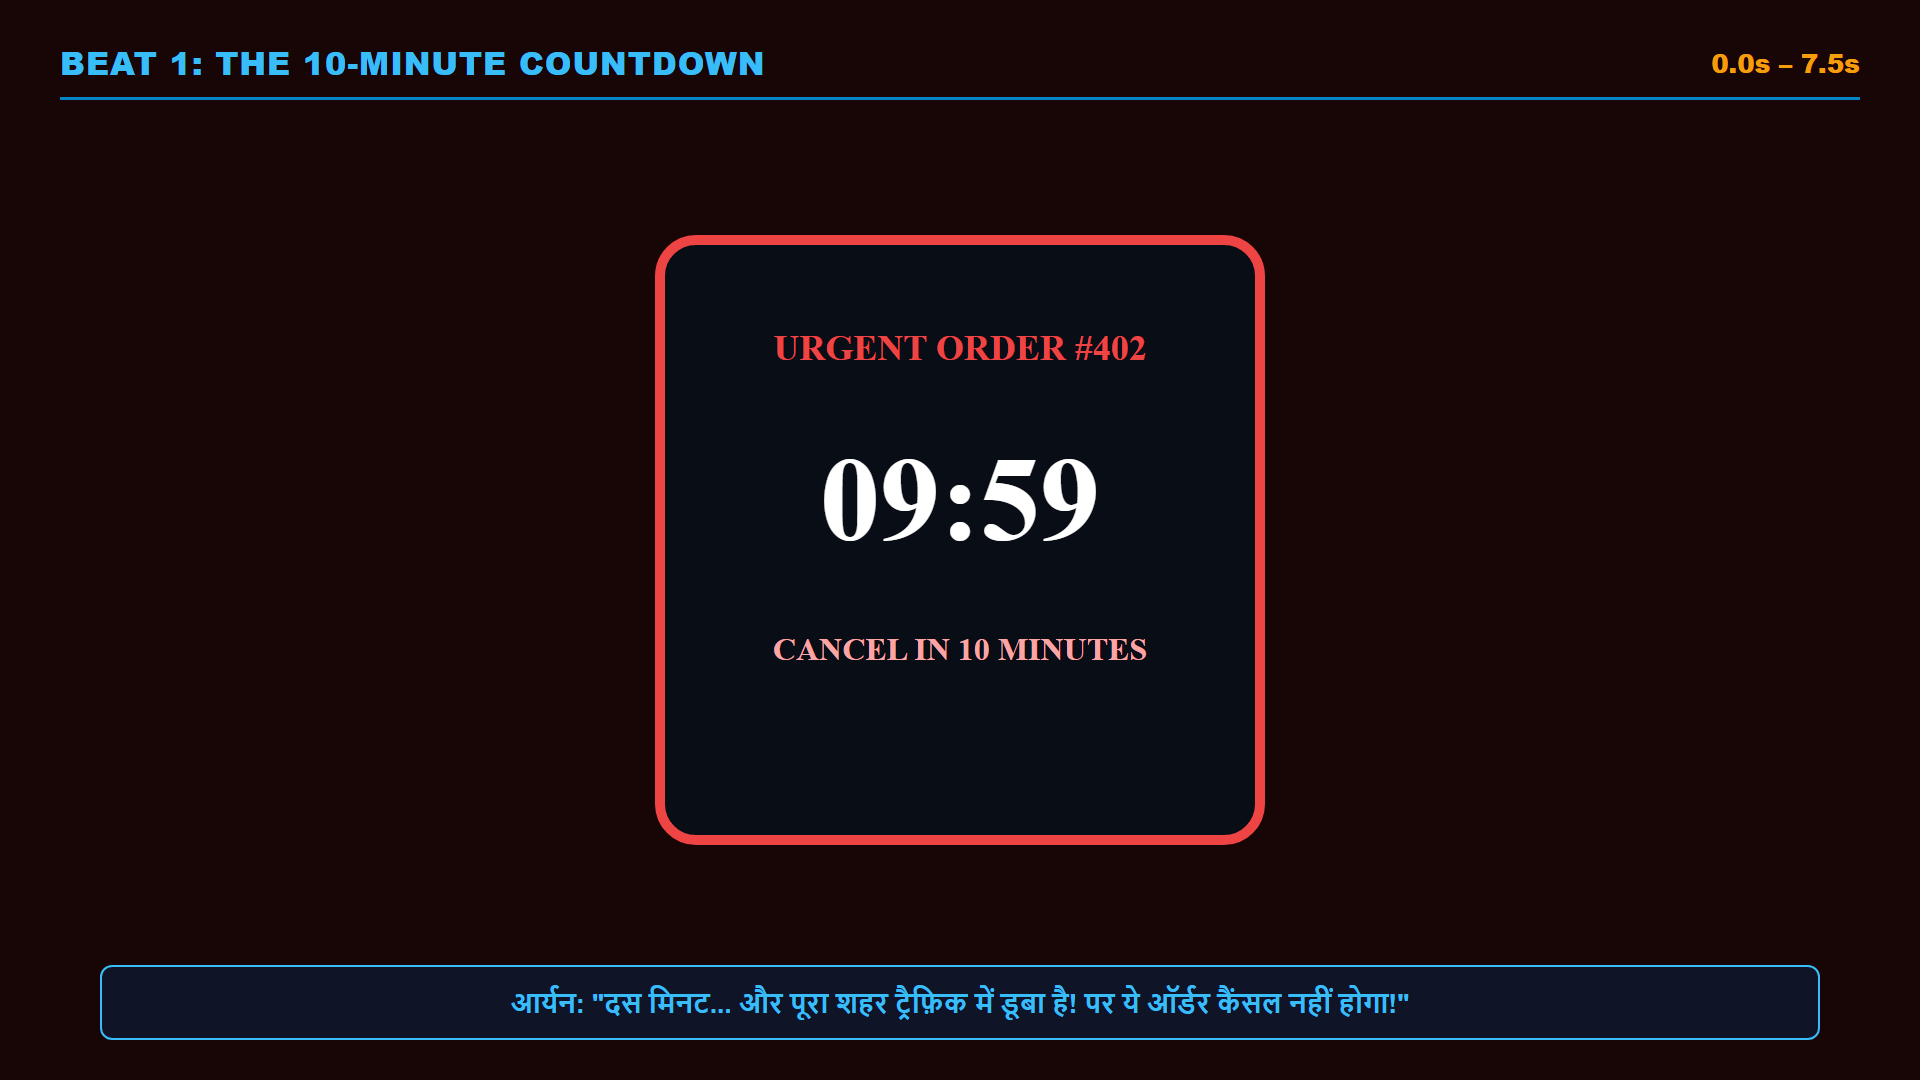 BEAT 1: THE 10-MINUTE COUNTDOWN
0.0s – 7.5s
URGENT ORDER #402
09:59
CANCEL IN 10 MINUTES
आर्यन: "दस मिनट... और पूरा शहर ट्रैफ़िक में डूबा है! पर ये ऑर्डर कैंसल नहीं होगा!"